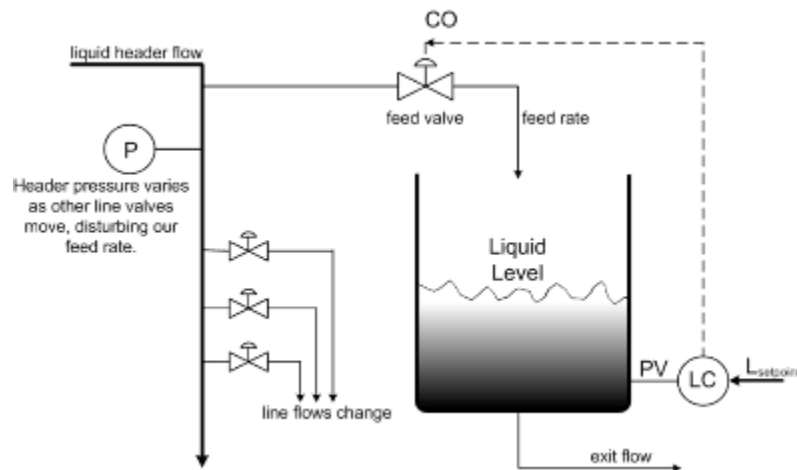 CO
liquid header flow
feed valve
feed rate
P
Header pressure varies
as other line valves
move, disturbing our
feed rate.
Liquid
Level
PV
LC
Lsetpoint
line flows change
exit flow